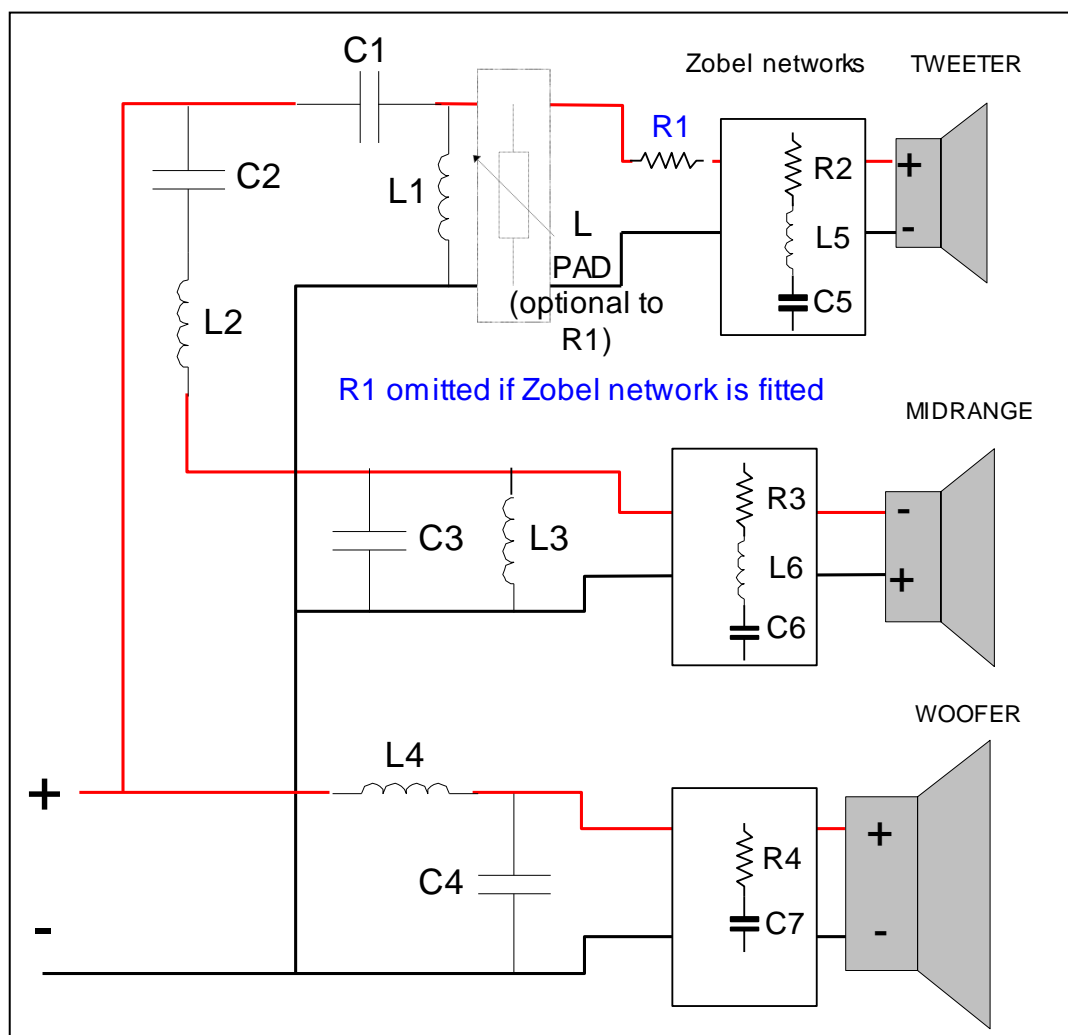 C1
Zobel networks
TWEETER
R1
C2
L1
R2
+
-
L5
C5
L
PAD
(optional to
R1)
L2
R1 omitted if Zobel network is fitted
MIDRANGE
C3
L3
R3
-
L6
+
C6
WOOFER
L4
+
C4
R4
+
C7
-
-